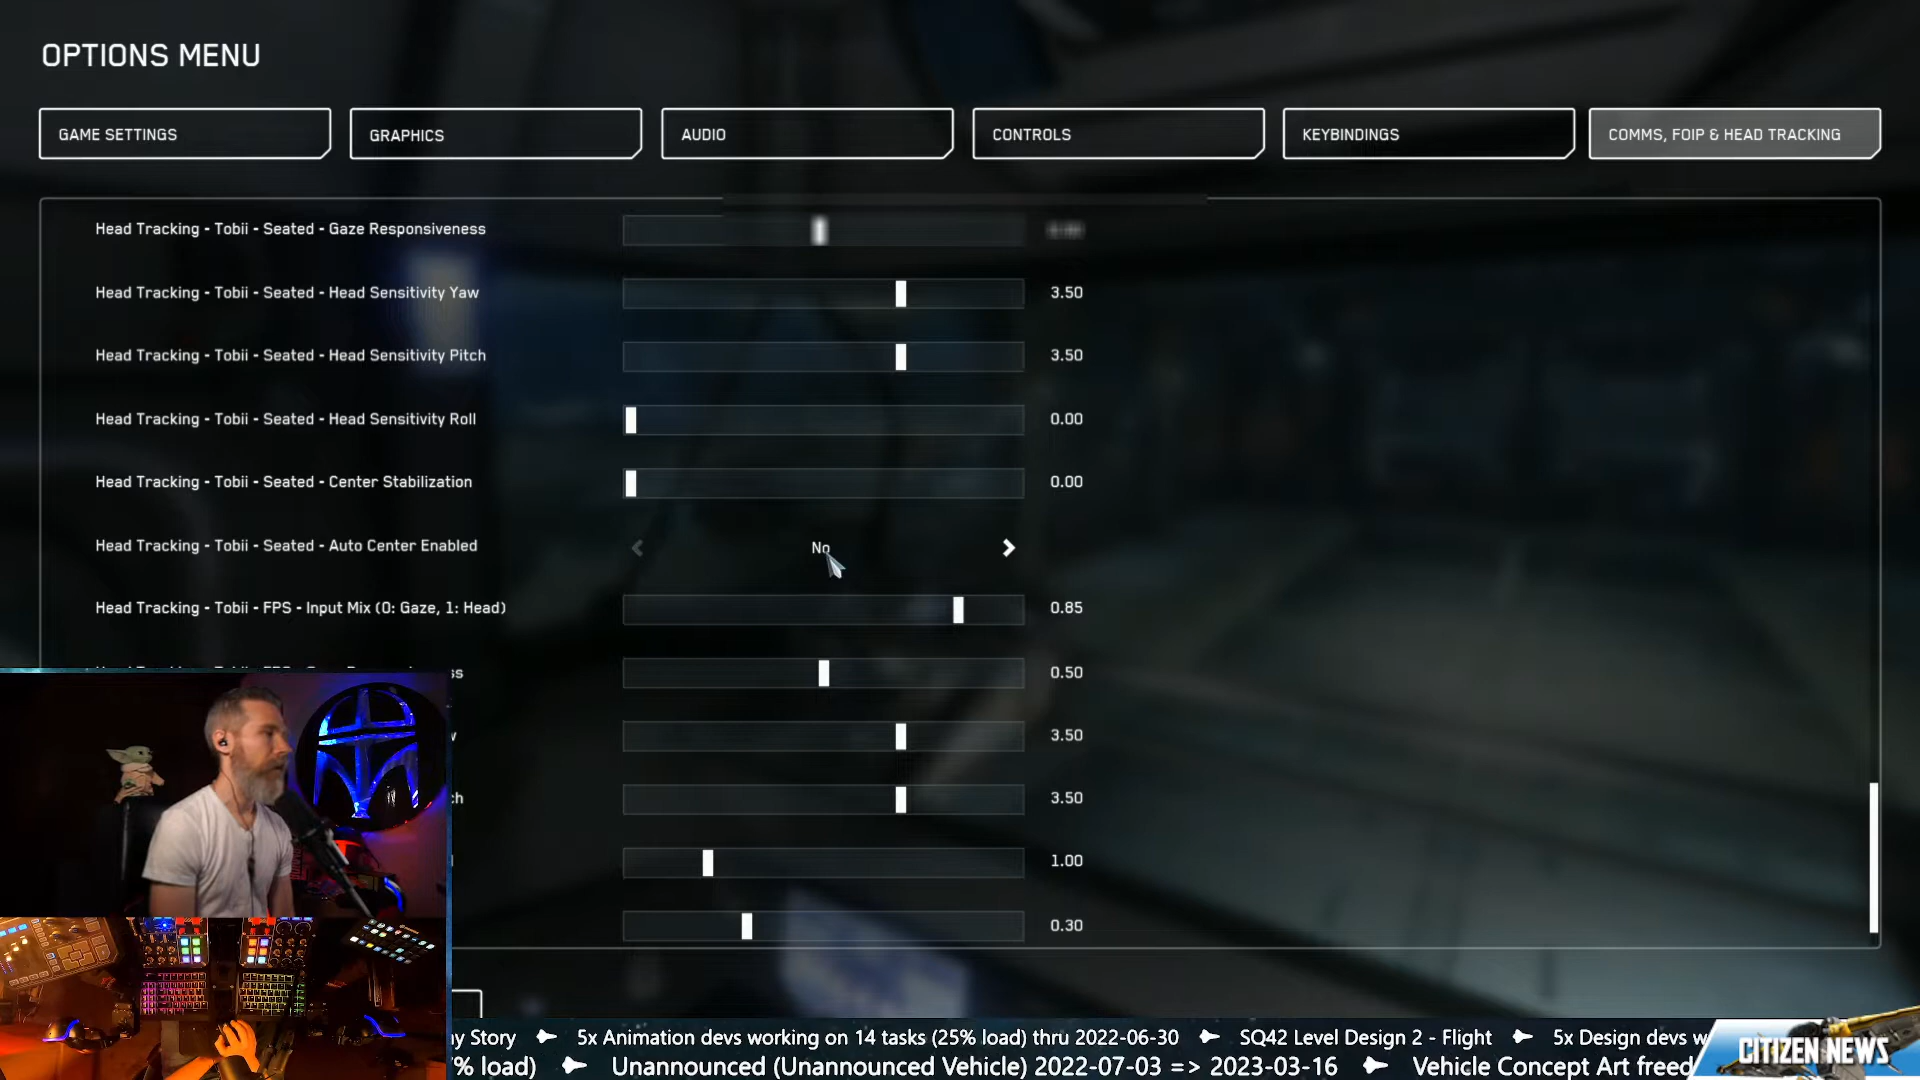 OPTIONS MENU
GAME SETTINGS
GRAPHICS
AUDIO
CONTROLS
KEYBINDINGS
COMMS, FOIP & HEAD TRACKING
Head Tracking - Tobii - Seated - Gaze Responsiveness
Head Tracking - Tobii - Seated - Head Sensitivity Yaw 3.50
Head Tracking - Tobii - Seated - Head Sensitivity Pitch 3.50
Head Tracking - Tobii - Seated - Head Sensitivity Roll 0.00
Head Tracking - Tobii - Seated - Center Stabilization 0.00
Head Tracking - Tobii - Seated - Auto Center Enabled No
Head Tracking - Tobii - FPS - Input Mix (0: Gaze, 1: Head) 0.85
ss 0.50
3.50
ch 3.50
1.00
0.30
y Story 5x Animation devs working on 14 tasks (25% load) thru 2022-06-30 SQ42 Level Design 2 - Flight 5x Design devs w
% load) Unannounced (Unannounced Vehicle) 2022-07-03 => 2023-03-16 Vehicle Concept Art freed
CITIZEN NEWS